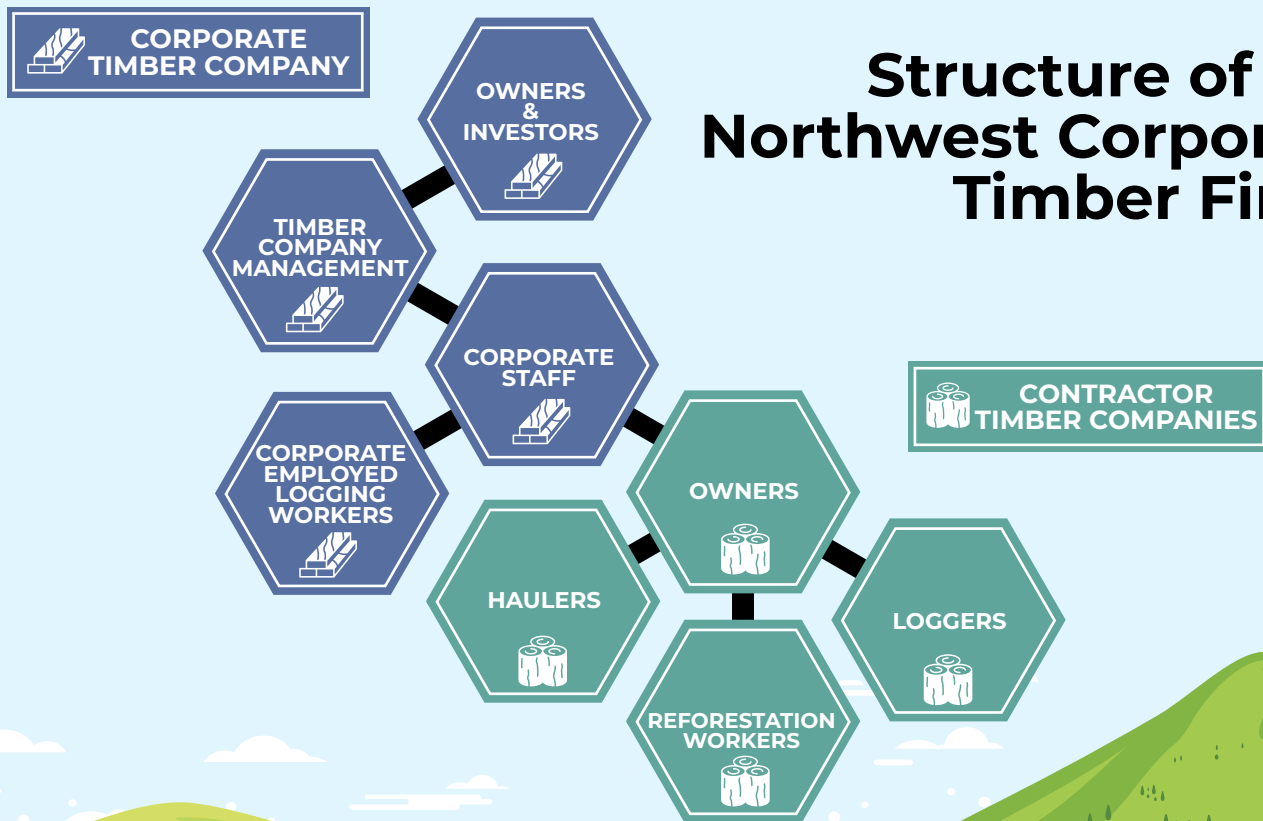 CORPORATE
TIMBER COMPANY
OWNERS
&
INVESTORS
Structure of
Northwest Corpor
Timber Fi
TIMBER
COMPANY
MANAGEMENT
CORPORATE
STAFF
CONTRACTOR
TIMBER COMPANIES
CORPORATE
EMPLOYED
LOGGING
WORKERS
OWNERS
HAULERS
LOGGERS
REFORESTATION
WORKERS